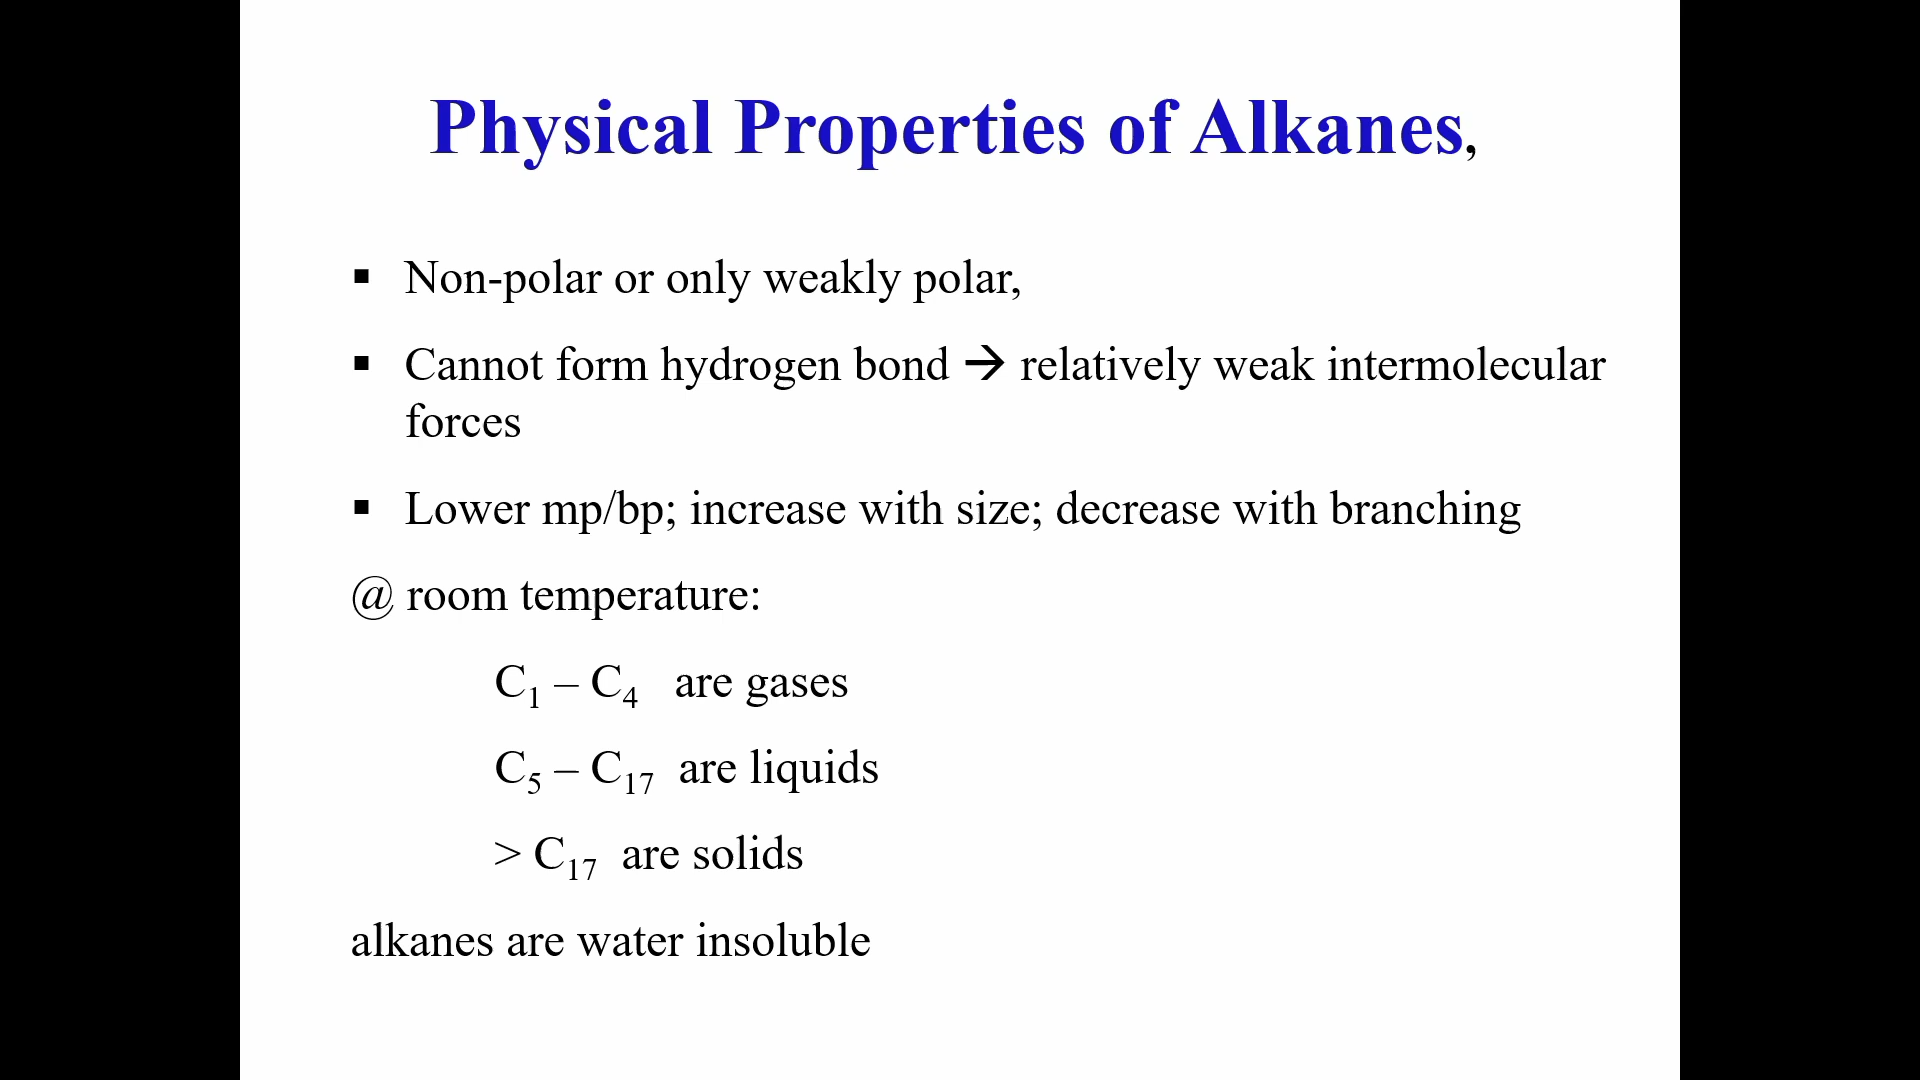 Physical Properties of Alkanes,
▪ Non-polar or only weakly polar,
▪ Cannot form hydrogen bond → relatively weak intermolecular
forces
▪ Lower mp/bp; increase with size; decrease with branching
@ room temperature:
C₁ – C₄ are gases
C₅ – C₁₇ are liquids
> C₁₇ are solids
alkanes are water insoluble